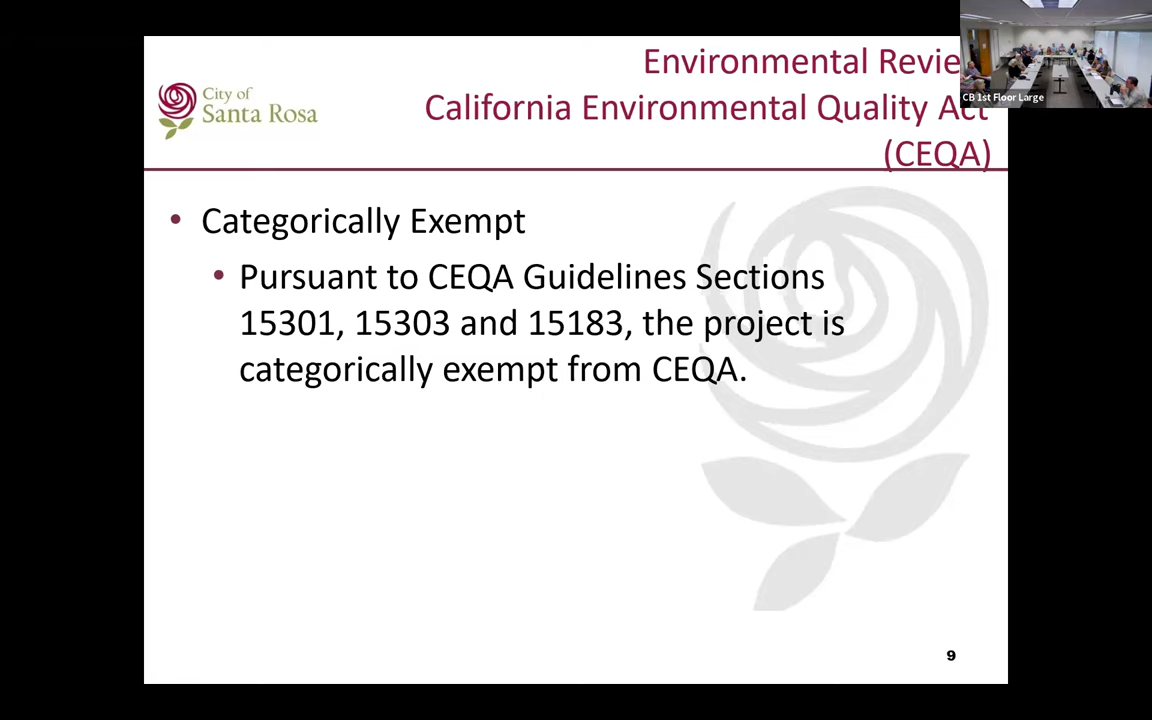 Environmental Revie
City of
Santa Rosa
California Environmental Quality Act
(CEQA)
CB 1st Floor Large
• Categorically Exempt
• Pursuant to CEQA Guidelines Sections
15301, 15303 and 15183, the project is
categorically exempt from CEQA.
9